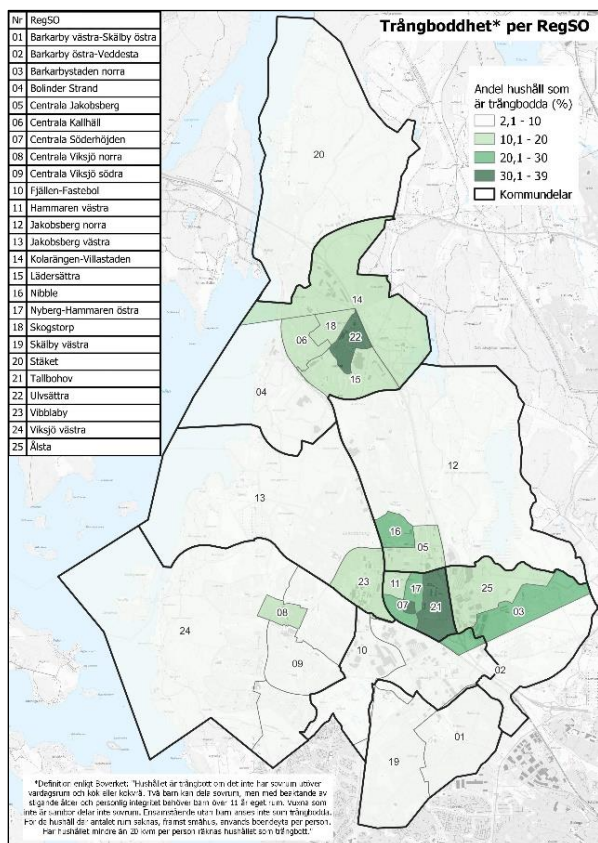 Nr RegSO
01 Barkarby västra-Skälby östra
02 Barkarby östra-Veddesta
03 Barkarbystaden norra
04 Bolinder Strand
05 Centrala Jakobsberg
06 Centrala Kallhäll
07 Centrala Söderhöjden
08 Centrala Viksjö norra
09 Centrala Viksjö södra
10 Fjällen-Fastebol
11 Hammaren västra
12 Jakobsberg norra
13 Jakobsberg västra
14 Kolarängen-Villastaden
15 Lädersättra
16 Nibble
17 Nyberg-Hammaren östra
18 Skogstorp
19 Skälby västra
20 Stäket
21 Tallbohov
22 Ulvsättra
23 Vibblaby
24 Viksjö västra
25 Ålsta
Trångboddhet* per RegSO
Andel hushåll som
är trångbodda (%)
2,1 - 10
10,1 - 20
20,1 - 30
30,1 - 39
Kommundelar
20
14
18
22
06
15
04
12
13
16
05
23
11
17
25
07
21
03
08
24
10
09
02
01
19
*Definition enligt Boverket: "Hushållet är trångbott om det inte har sovrum utöver
vardagsrum och kök eller kokvrå. Två barn kan dela sovrum, men med beaktande av
stigande ålder och personlig integritet behöver barn över 11 år eget rum. Vuxna som
inte är sambor delar inte sovrum. Ensamstående utan barn anses inte som trångbodda.
För de hushåll där antalet rum saknas, främst småhus, används boendeyta per person.
Har hushållet mindre än 20 kvm per person räknas hushållet som trångbott."